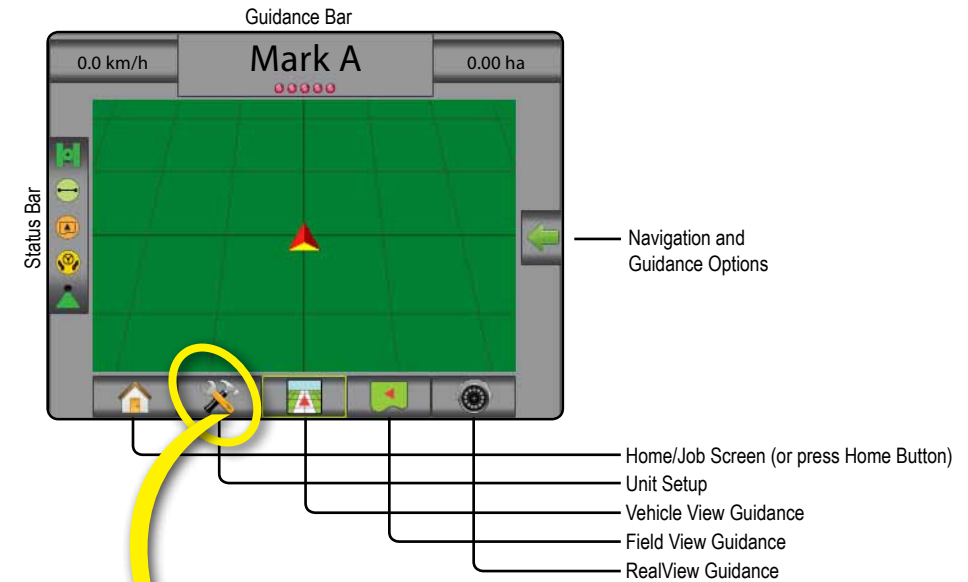 Guidance Bar
0.0 km/h
Mark A
0.00 ha
Status Bar
Navigation and
Guidance Options
Home/Job Screen (or press Home Button)
Unit Setup
Vehicle View Guidance
Field View Guidance
RealView Guidance